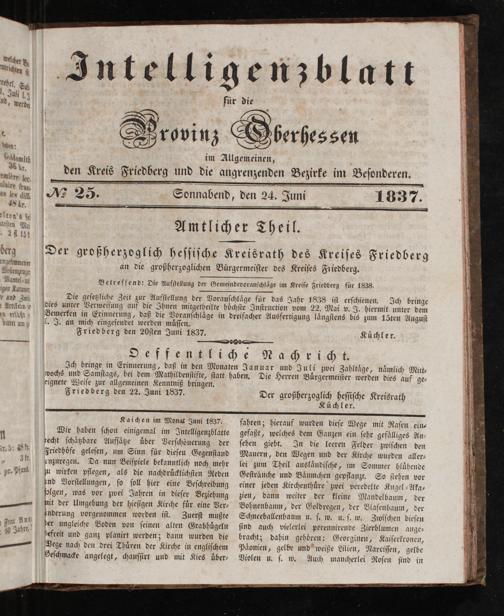 Intelligenzblatt
für die
Provinz Oberhessen
im Allgemeinen,
den Kreis Friedberg und die angrenzenden Bezirke im Besonderen.
№ 25. Sonnabend, den 24. Juni 1837.
Amtlicher Theil.
Der großherzoglich hessische Kreisrath des Kreises Friedberg
an die großherzoglichen Bürgermeister des Kreises Friedberg.
Betreffend: Die Aufstellung der Gemeindevoranschläge im Kreise Friedberg für 1838.
Die gesetzliche Zeit zur Aufstellung der Voranschläge für das Jahr 1838 ist erschienen. Ich bringe
dies unter Verweisung auf die Ihnen mitgetheilte höchste Instruction vom 22. Mai v. J. hiermit unter dem
Bemerken in Erinnerung, daß die Voranschläge in dreifacher Ausfertigung längstens bis zum 15ten August
l. J. an mich eingesendet werden müssen.
Friedberg den 20sten Juni 1837. Küchler.
Oeffentliche Nachricht.
Ich bringe in Erinnerung, daß in den Monaten Januar und Juli zwei Zahltäge, nämlich Mitt-
wochs und Samstags, bei dem Mathildenstifte, statt haben. Die Herren Bürgermeister werden dies auf ge-
eignete Weise zur allgemeinen Kenntniß bringen.
Friedberg den 22. Juni 1837. Der großherzoglich hessische Kreisrath
Küchler.
Kaichen im Monat Juni 1837.
Wir haben schon einigemal im Intelligenzblatte
recht schätzbare Aufsätze über Verschönerung der
Friedhöfe gelesen, um Sinn für diesen Gegenstand
anzuregen. Da nun Beispiele bekanntlich noch mehr
zu wirken pflegen, als die nachdrücklichsten Reden
und Vorstellungen, so soll hier eine Beschreibung
folgen, was vor zwei Jahren in dieser Beziehung
mit der Umgebung der hiesigen Kirche für eine Ver-
änderung vorgenommen worden ist. Zuerst mußte
der ungleiche Boden von seinen alten Grabhügeln
befreit und ganz planirt werden; dann wurden die
Wege nach den drei Thüren der Kirche in englischem
Geschmacke angelegt, chaussirt und mit Kies über-
fahren; hierauf wurden diese Wege mit Rasen ein-
gefaßt, welches dem Ganzen ein sehr gefälliges An-
sehen giebt. In die leeren Felder zwischen den
Mauern, den Wegen und der Kirche wurden aller-
lei zum Theil ausländische, im Sommer blühende
Gesträuche und Bäumchen gepflanzt. So stehen vor
einer jeden Kirchenthüre zwei veredelte Kugel-Aka-
zien, dann weiter der kleine Mandelbaum, der
Bohnenbaum, der Goldregen, der Blasenbaum, der
Schneeballenbaum u. s. w. u. s. w. Zwischen diesen
sind auch vielerlei perennirende Zierblumen ange-
bracht; dahin gehören: Georginen, Kaiserkronen,
Päonien, gelbe und weiße Lilien, Narcissen, gelbe
Violen u. s. w. Auch mancherlei Rosen sind in